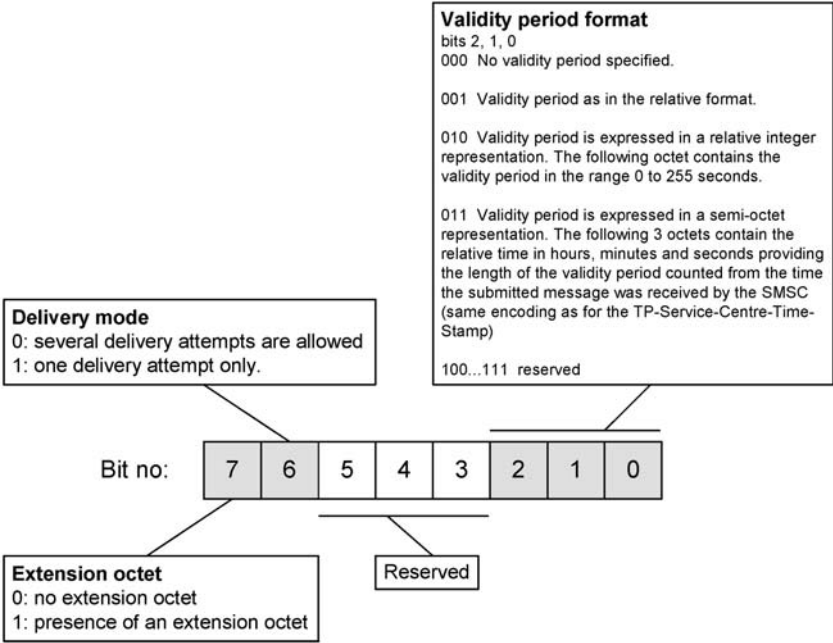 Validity period format
bits 2, 1, 0
000 No validity period specified.
001 Validity period as in the relative format.
010 Validity period is expressed in a relative integer
representation. The following octet contains the
validity period in the range 0 to 255 seconds.
011 Validity period is expressed in a semi-octet
representation. The following 3 octets contain the
relative time in hours, minutes and seconds providing
the length of the validity period counted from the time
the submitted message was received by the SMSC
(same encoding as for the TP-Service-Centre-Time-
Stamp)
100...111 reserved
Delivery mode
0: several delivery attempts are allowed
1: one delivery attempt only.
Bit no: 7 6 5 4 3 2 1 0
Extension octet
0: no extension octet
1: presence of an extension octet
Reserved